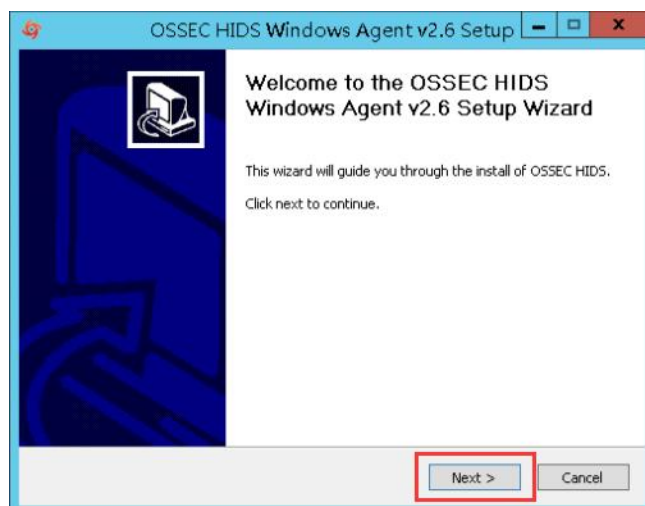 OSSEC HIDS Windows Agent v2.6 Setup
Welcome to the OSSEC HIDS
Windows Agent v2.6 Setup Wizard
This wizard will guide you through the install of OSSEC HIDS.
Click next to continue.
Next >
Cancel